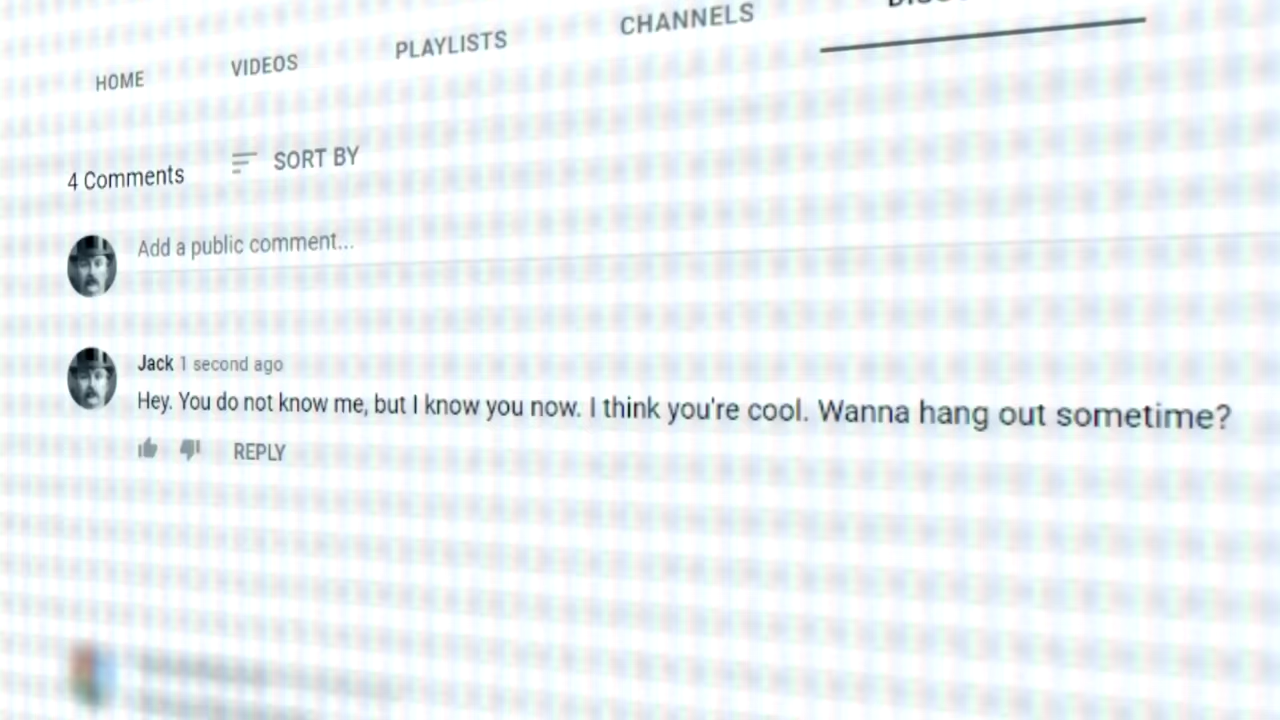 HOME VIDEOS PLAYLISTS CHANNELS
4 Comments SORT BY
Add a public comment...
Jack 1 second ago
Hey. You do not know me, but I know you now. I think you're cool. Wanna hang out sometime?
REPLY